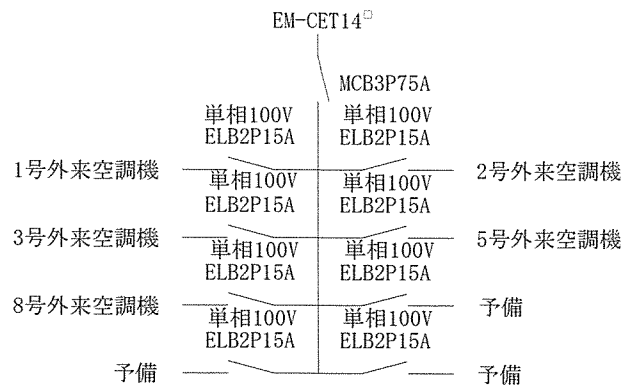 EM-CET14□
MCB3P75A
単相100V 単相100V
ELB2P15A ELB2P15A
1号外来空調機 2号外来空調機
単相100V 単相100V
ELB2P15A ELB2P15A
3号外来空調機 5号外来空調機
単相100V 単相100V
ELB2P15A ELB2P15A
8号外来空調機 予備
単相100V 単相100V
ELB2P15A ELB2P15A
予備 予備